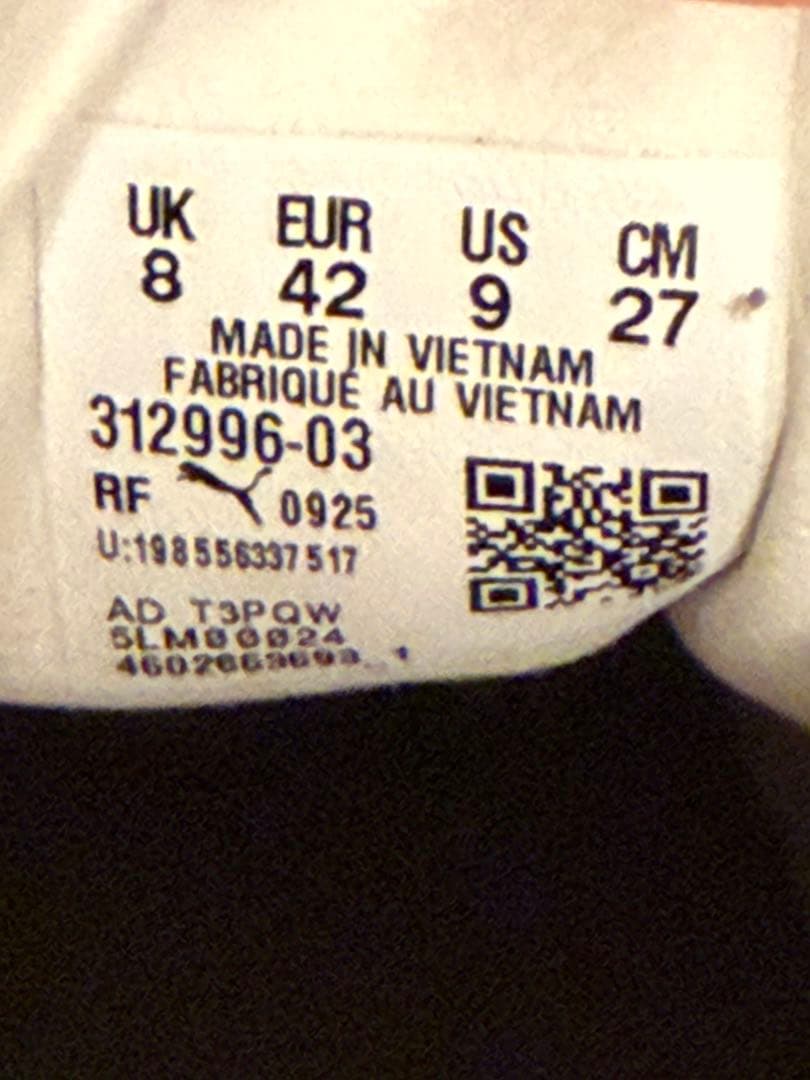 UK EUR US CM
8 42 9 27
MADE IN VIETNAM
FABRIQUÉ AU VIETNAM
312996-03
RF 0925
U:198556337517
AD T3PQW
5LM00024